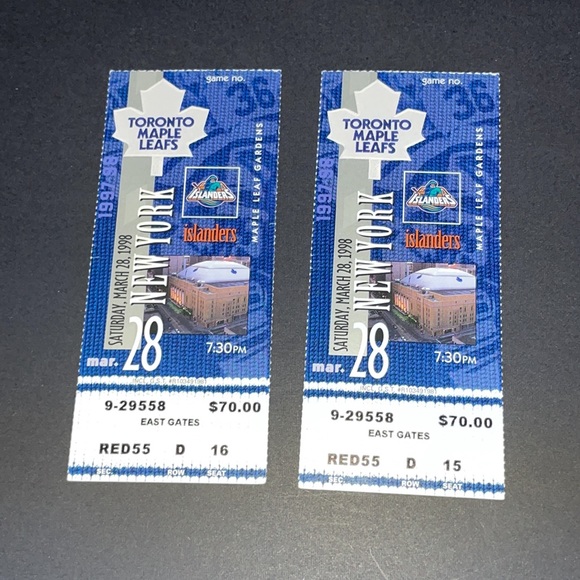 game no.
36
TORONTO
MAPLE
LEAFS
1997-98
MAPLE LEAF GARDENS
ISLANDERS
NEW YORK
islanders
SATURDAY, MARCH 28, 1998
mar. 28
7:30PM
9-29558 $70.00
EAST GATES
RED55 D 16
SEC ROW SEAT
game no.
36
TORONTO
MAPLE
LEAFS
1997-98
MAPLE LEAF GARDENS
ISLANDERS
NEW YORK
islanders
SATURDAY, MARCH 28, 1998
mar. 28
7:30PM
9-29558 $70.00
EAST GATES
RED55 D 15
SEC ROW SEAT